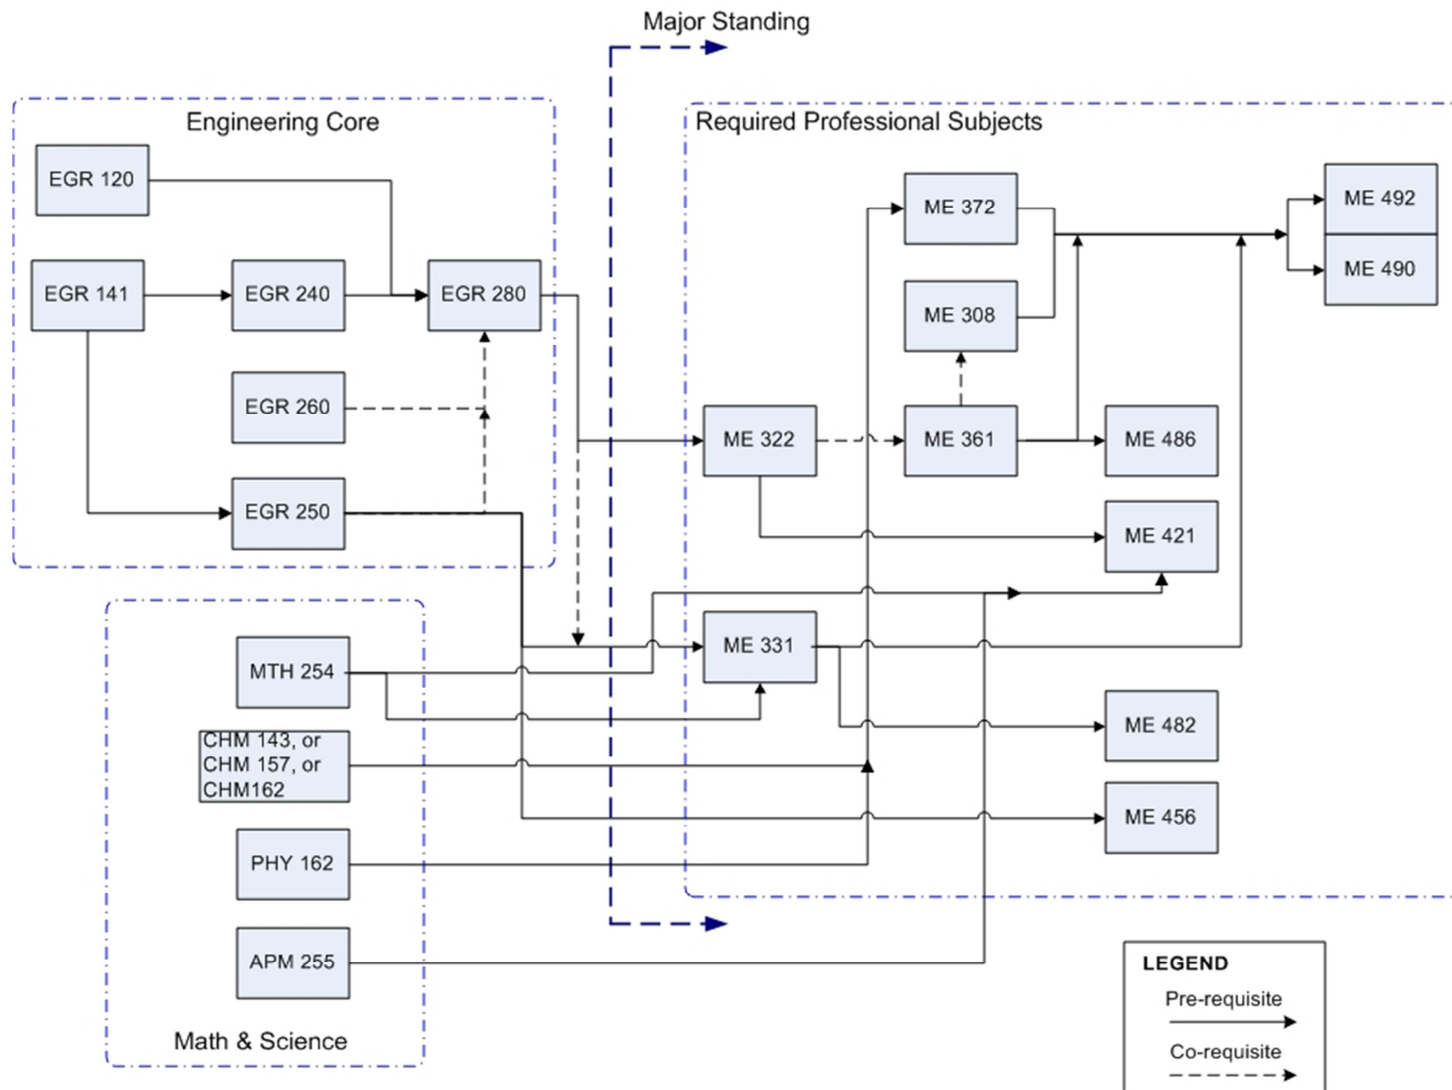 Major Standing
Engineering Core
Required Professional Subjects
EGR 120
EGR 141
EGR 240
EGR 280
EGR 260
EGR 250
ME 372
ME 492
ME 490
ME 308
ME 322
ME 361
ME 486
ME 421
ME 331
ME 482
ME 456
MTH 254
CHM 143, or
CHM 157, or
CHM162
PHY 162
APM 255
Math & Science
LEGEND
Pre-requisite
Co-requisite